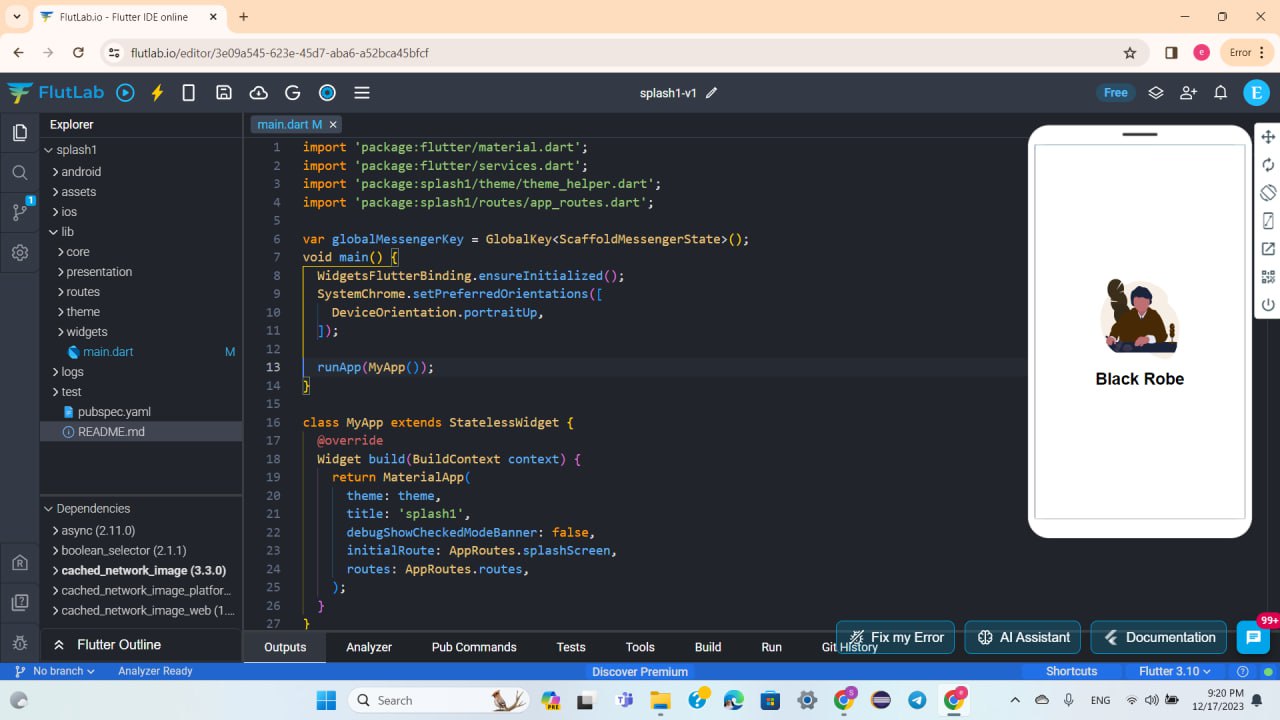 FlutLab.io - Flutter IDE online
flutlab.io/editor/3e09a545-623e-45d7-aba6-a52bca45bfcf
e
Error
FlutLab
splash1-v1
Free
E
Explorer
splash1
android
assets
ios
lib
core
presentation
routes
theme
widgets
main.dart M
logs
test
pubspec.yaml
README.md
1
Dependencies
async (2.11.0)
boolean_selector (2.1.1)
cached_network_image (3.3.0)
cached_network_image_platfor...
cached_network_image_web (1....
Flutter Outline
main.dart M
1 import 'package:flutter/material.dart';
2 import 'package:flutter/services.dart';
3 import 'package:splash1/theme/theme_helper.dart';
4 import 'package:splash1/routes/app_routes.dart';
5
6 var globalMessengerKey = GlobalKey<ScaffoldMessengerState>();
7 void main() {
8 WidgetsFlutterBinding.ensureInitialized();
9 SystemChrome.setPreferredOrientations([
10 DeviceOrientation.portraitUp,
11 ]);
12
13 runApp(MyApp());
14 }
15
16 class MyApp extends StatelessWidget {
17 @override
18 Widget build(BuildContext context) {
19 return MaterialApp(
20 theme: theme,
21 title: 'splash1',
22 debugShowCheckedModeBanner: false,
23 initialRoute: AppRoutes.splashScreen,
24 routes: AppRoutes.routes,
25 );
26 }
27 }
Black Robe
Fix my Error
AI Assistant
Documentation
99+
Outputs
Analyzer
Pub Commands
Tests
Tools
Build
Run
Git History
No branch
Analyzer Ready
Discover Premium
Shortcuts
Flutter 3.10
Search
ENG
9:20 PM
12/17/2023